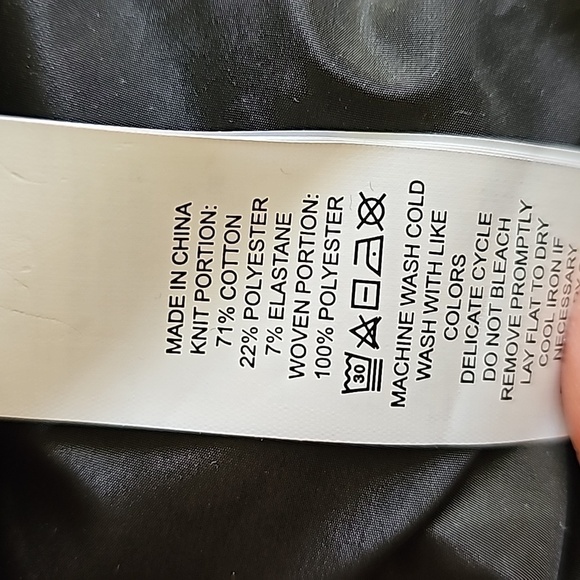 MADE IN CHINA
KNIT PORTION:
71% COTTON
22% POLYESTER
7% ELASTANE
WOVEN PORTION:
100% POLYESTER
30
MACHINE WASH COLD
WASH WITH LIKE
COLORS
DELICATE CYCLE
DO NOT BLEACH
REMOVE PROMPTLY
LAY FLAT TO DRY
COOL IRON IF
NECESSARY